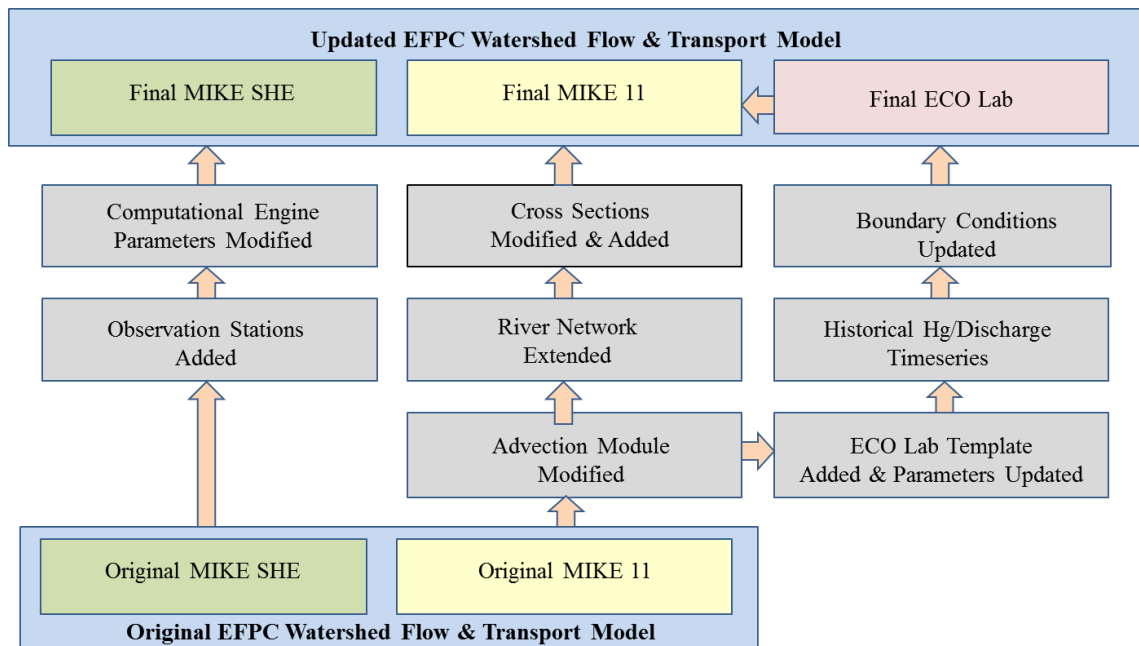 Updated EFPC Watershed Flow & Transport Model
Final MIKE SHE
Final MIKE 11
Final ECO Lab
Computational Engine
Parameters Modified
Cross Sections
Modified & Added
Boundary Conditions
Updated
Observation Stations
Added
River Network
Extended
Historical Hg/Discharge
Timeseries
Advection Module
Modified
ECO Lab Template
Added & Parameters Updated
Original MIKE SHE
Original MIKE 11
Original EFPC Watershed Flow & Transport Model